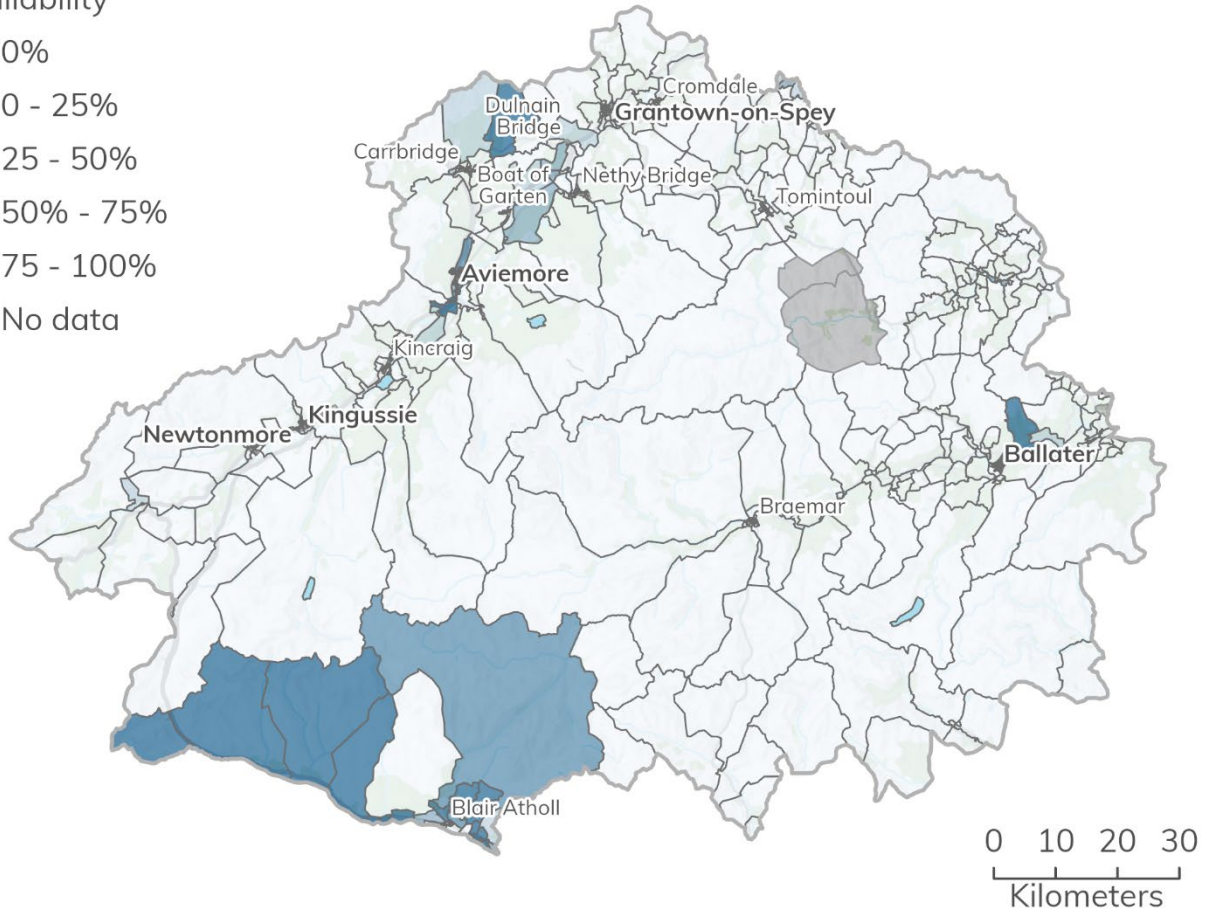 0%
0 - 25%
25 - 50%
50% - 75%
75 - 100%
No data
Cromdale
Grantown-on-Spey
Dulnain
Bridge
Carrbridge
Boat of
Garten
Nethy Bridge
Tomintoul
Aviemore
Kincraig
Kingussie
Newtonmore
Ballater
Braemar
Blair Atholl
0 10 20 30
Kilometers